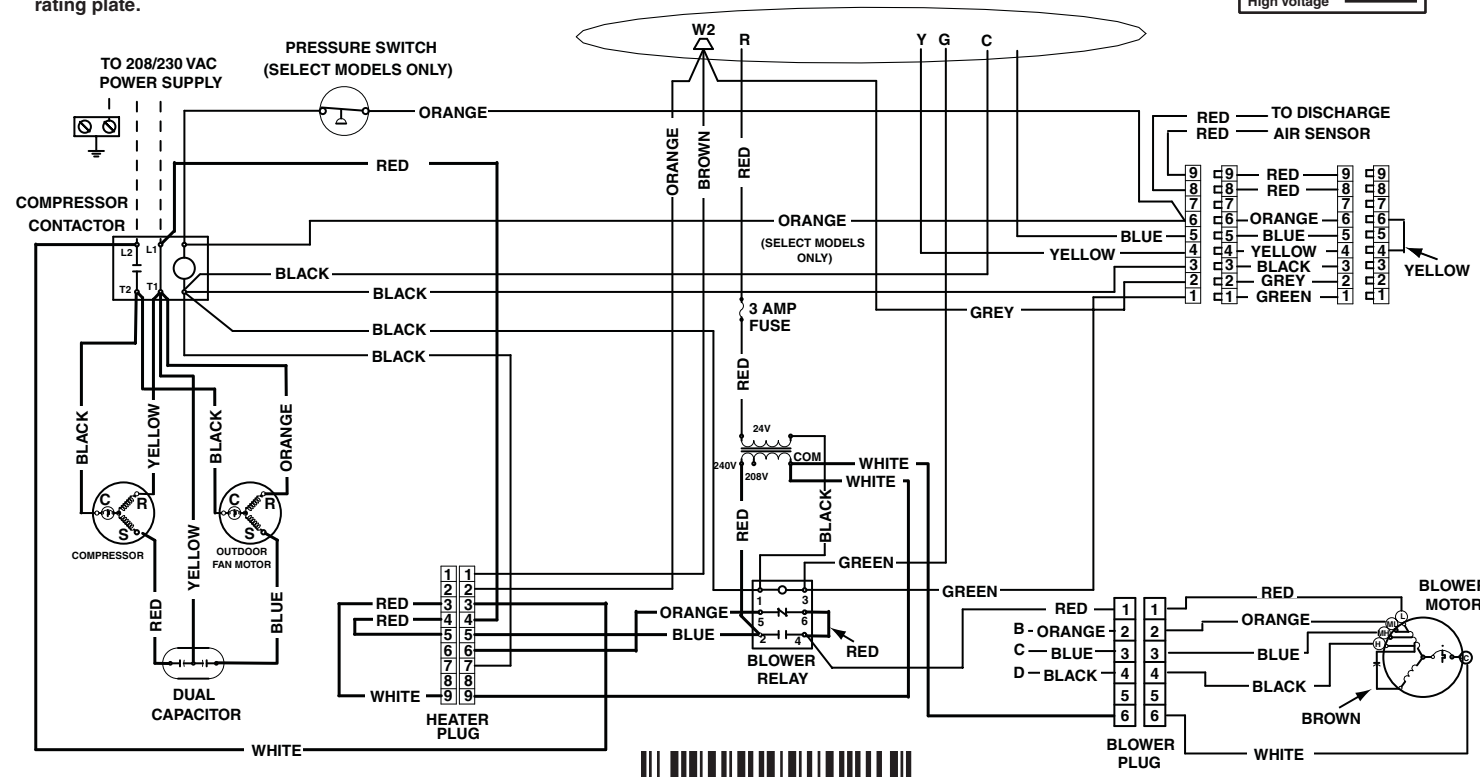 rating plate.
High Voltage
TO 208/230 VAC
POWER SUPPLY
PRESSURE SWITCH
(SELECT MODELS ONLY)
W2
R
Y
G
C
ORANGE
RED
ORANGE
BROWN
RED
RED
TO DISCHARGE
RED
AIR SENSOR
COMPRESSOR
CONTACTOR
L2
L1
T2
T1
ORANGE
(SELECT MODELS
ONLY)
BLUE
YELLOW
BLACK
BLACK
BLACK
BLACK
GREY
3 AMP
FUSE
RED
9
8
7
6
5
4
3
2
1
9
8
7
6
5
4
3
2
1
RED
RED
ORANGE
BLUE
YELLOW
BLACK
GREY
GREEN
9
8
7
6
5
4
3
2
1
9
8
7
6
5
4
3
2
1
YELLOW
BLACK
YELLOW
BLACK
ORANGE
C
R
S
COMPRESSOR
C
R
S
OUTDOOR
FAN MOTOR
RED
YELLOW
BLUE
DUAL
CAPACITOR
24V
240V
208V
COM
WHITE
WHITE
RED
BLACK
GREEN
GREEN
1
2
3
4
5
6
7
8
9
1
2
3
4
5
6
7
8
9
RED
RED
WHITE
HEATER
PLUG
WHITE
ORANGE
BLUE
1
3
5
6
2
4
RED
BLOWER
RELAY
RED
B - ORANGE
C - BLUE
D - BLACK
1
2
3
4
5
6
1
2
3
4
5
6
BLOWER
PLUG
RED
ORANGE
BLUE
BLACK
BROWN
WHITE
BLOWER
MOTOR
L
ML
MH
H
C